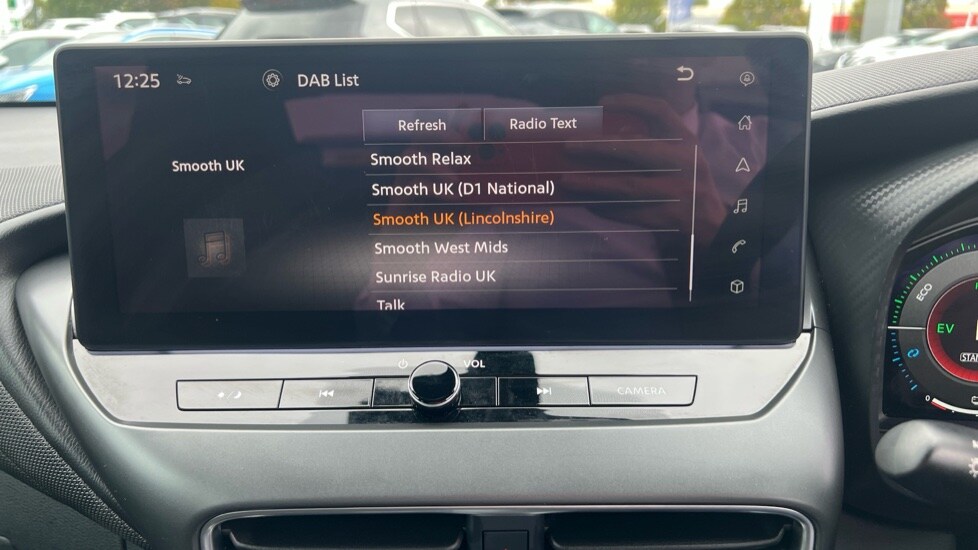 12:25
DAB List
Refresh
Radio Text
Smooth UK
Smooth Relax
Smooth UK (D1 National)
Smooth UK (Lincolnshire)
Smooth West Mids
Sunrise Radio UK
Talk
VOL
CAMERA
ECO
EV
0